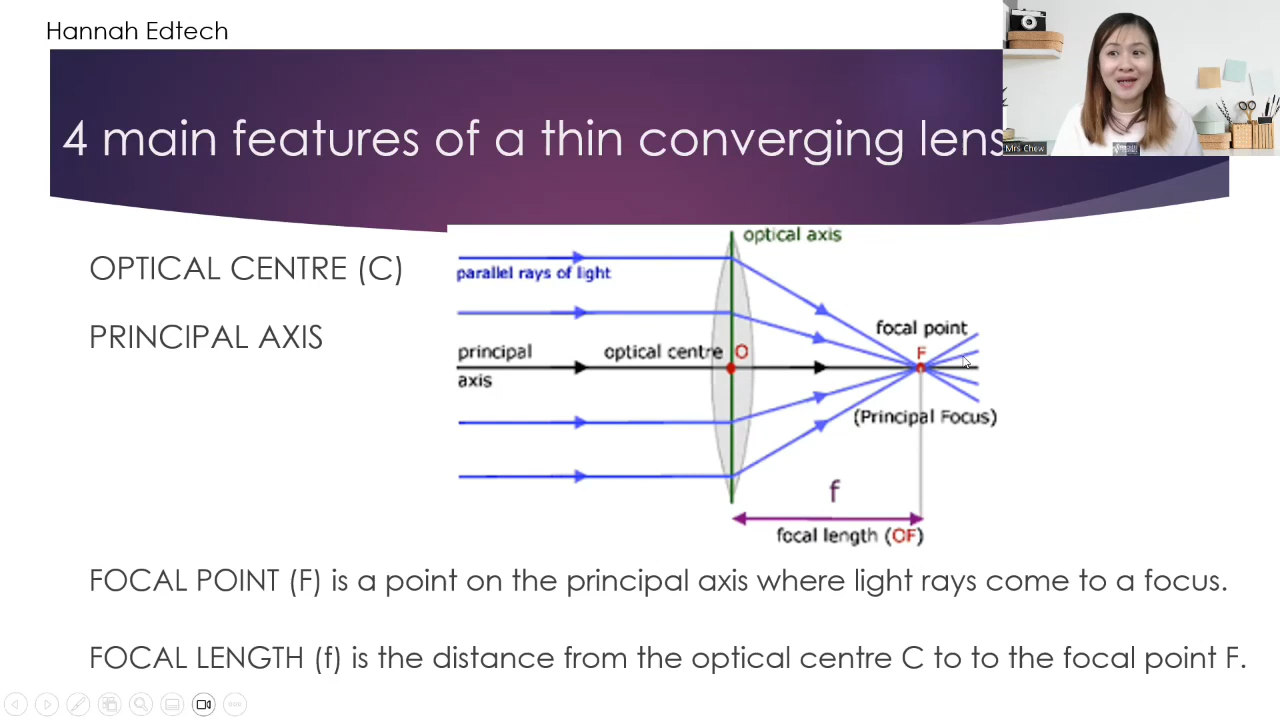 Hannah Edtech
4 main features of a thin converging lens
Mrs Chew
OPTICAL CENTRE (C)
PRINCIPAL AXIS
optical axis
parallel rays of light
focal point
principal
optical centre O
F
axis
(Principal Focus)
f
focal length (OF)
FOCAL POINT (F) is a point on the principal axis where light rays come to a focus.
FOCAL LENGTH (f) is the distance from the optical centre C to to the focal point F.